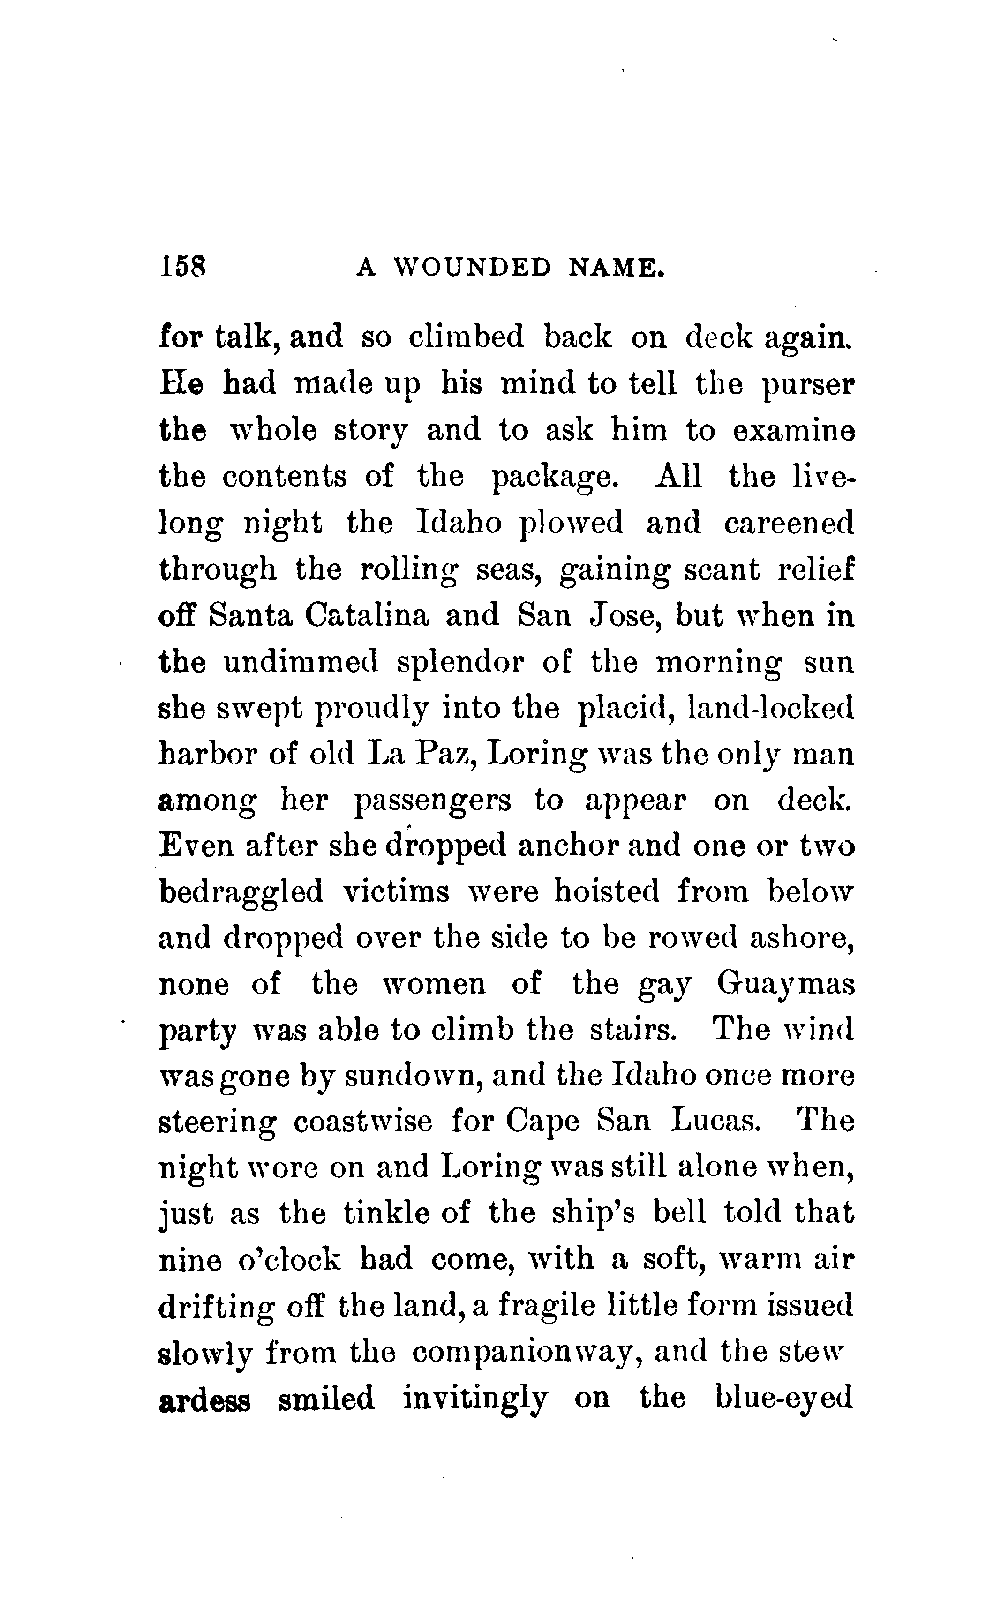 158 A WOUNDED NAME.
for talk, and so climbed back on deck again.
He had made up his mind to tell the purser
the whole story and to ask him to examine
the contents of the package. All the live-
long night the Idaho plowed and careened
through the rolling seas, gaining scant relief
off Santa Catalina and San Jose, but when in
the undimmed splendor of the morning sun
she swept proudly into the placid, land-locked
harbor of old La Paz, Loring was the only man
among her passengers to appear on deck.
Even after she dropped anchor and one or two
bedraggled victims were hoisted from below
and dropped over the side to be rowed ashore,
none of the women of the gay Guaymas
party was able to climb the stairs. The wind
was gone by sundown, and the Idaho once more
steering coastwise for Cape San Lucas. The
night wore on and Loring was still alone when,
just as the tinkle of the ship's bell told that
nine o'clock had come, with a soft, warm air
drifting off the land, a fragile little form issued
slowly from the companionway, and the stew
ardess smiled invitingly on the blue-eyed